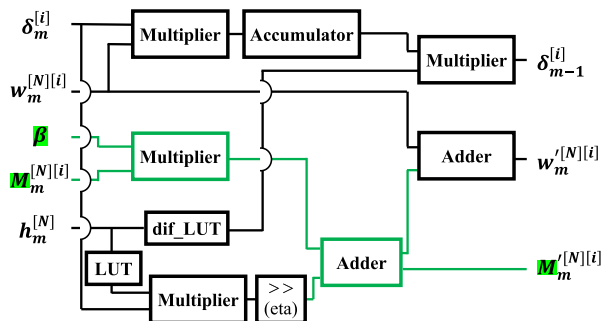 δ_m^[i]
Multiplier
Accumulator
Multiplier
δ_{m-1}^[i]
w_m^[N][i]
β
Multiplier
Adder
w'_m^[N][i]
M_m^[N][i]
h_m^[N]
dif_LUT
LUT
Adder
M'_m^[N][i]
Multiplier
>>
(eta)